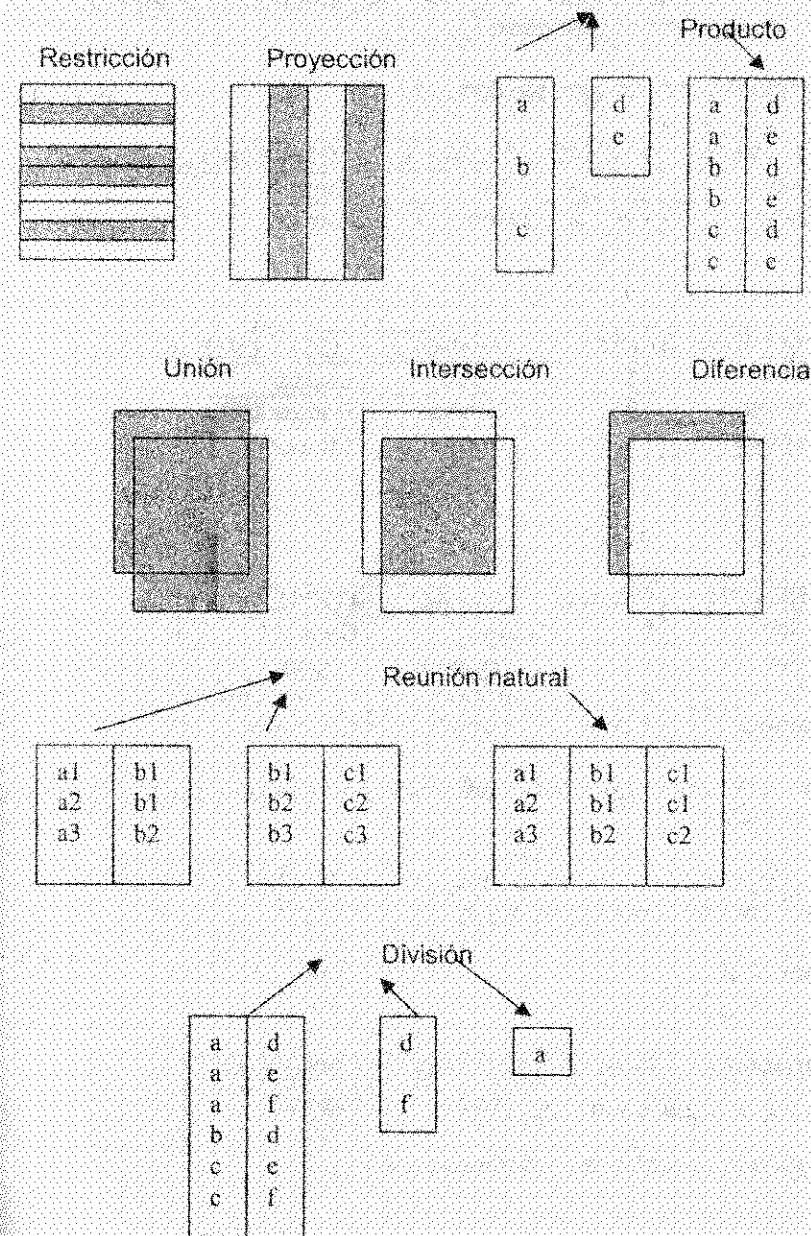 Producto
Restricción Proyección
a d a d
e a e
b b d
b e
c c d
c e
Unión Intersección Diferencia
Reunión natural
a1 b1 b1 c1 a1 b1 c1
a2 b1 b2 c2 a2 b1 c1
a3 b2 b3 c3 a3 b2 c2
División
a d d
a e a
a f f
b d
c e
c f